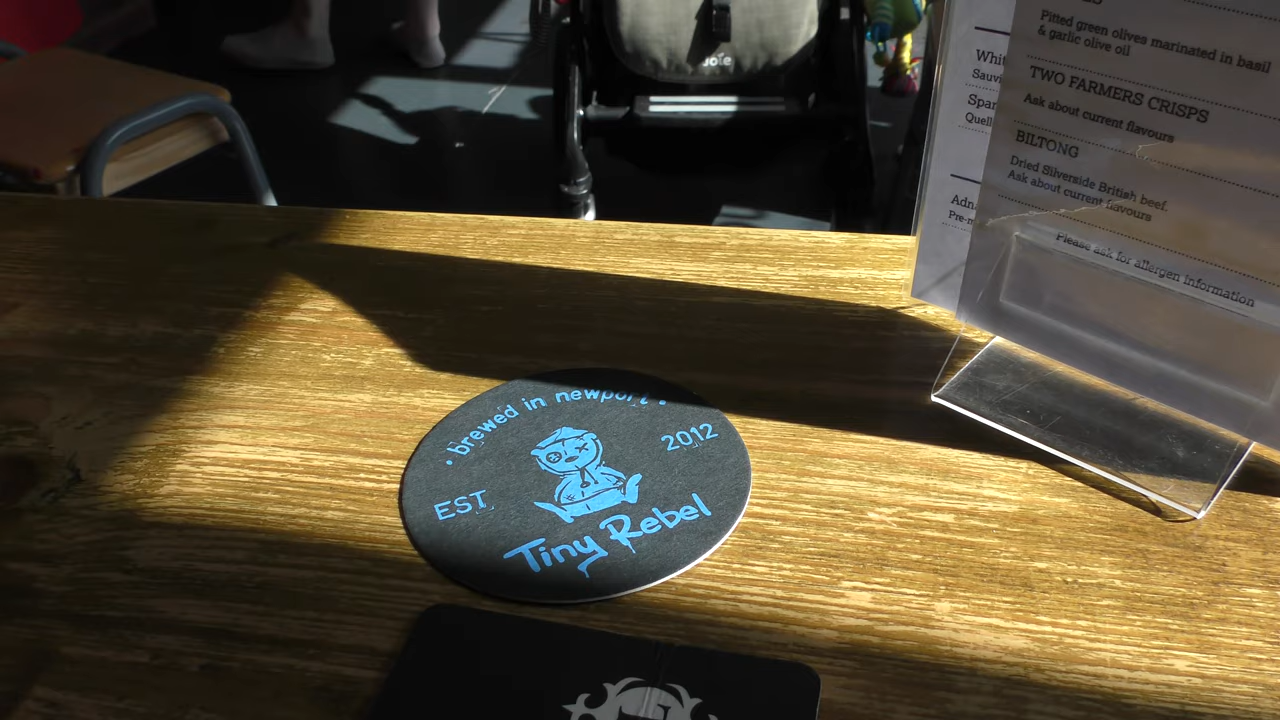 Joie
Pitted green olives marinated in basil
& garlic olive oil
TWO FARMERS CRISPS
Ask about current flavours
BILTONG
Dried Silverside British beef.
Ask about current flavours
Please ask for allergen information
· brewed in newport ·
EST. 2012
Tiny Rebel